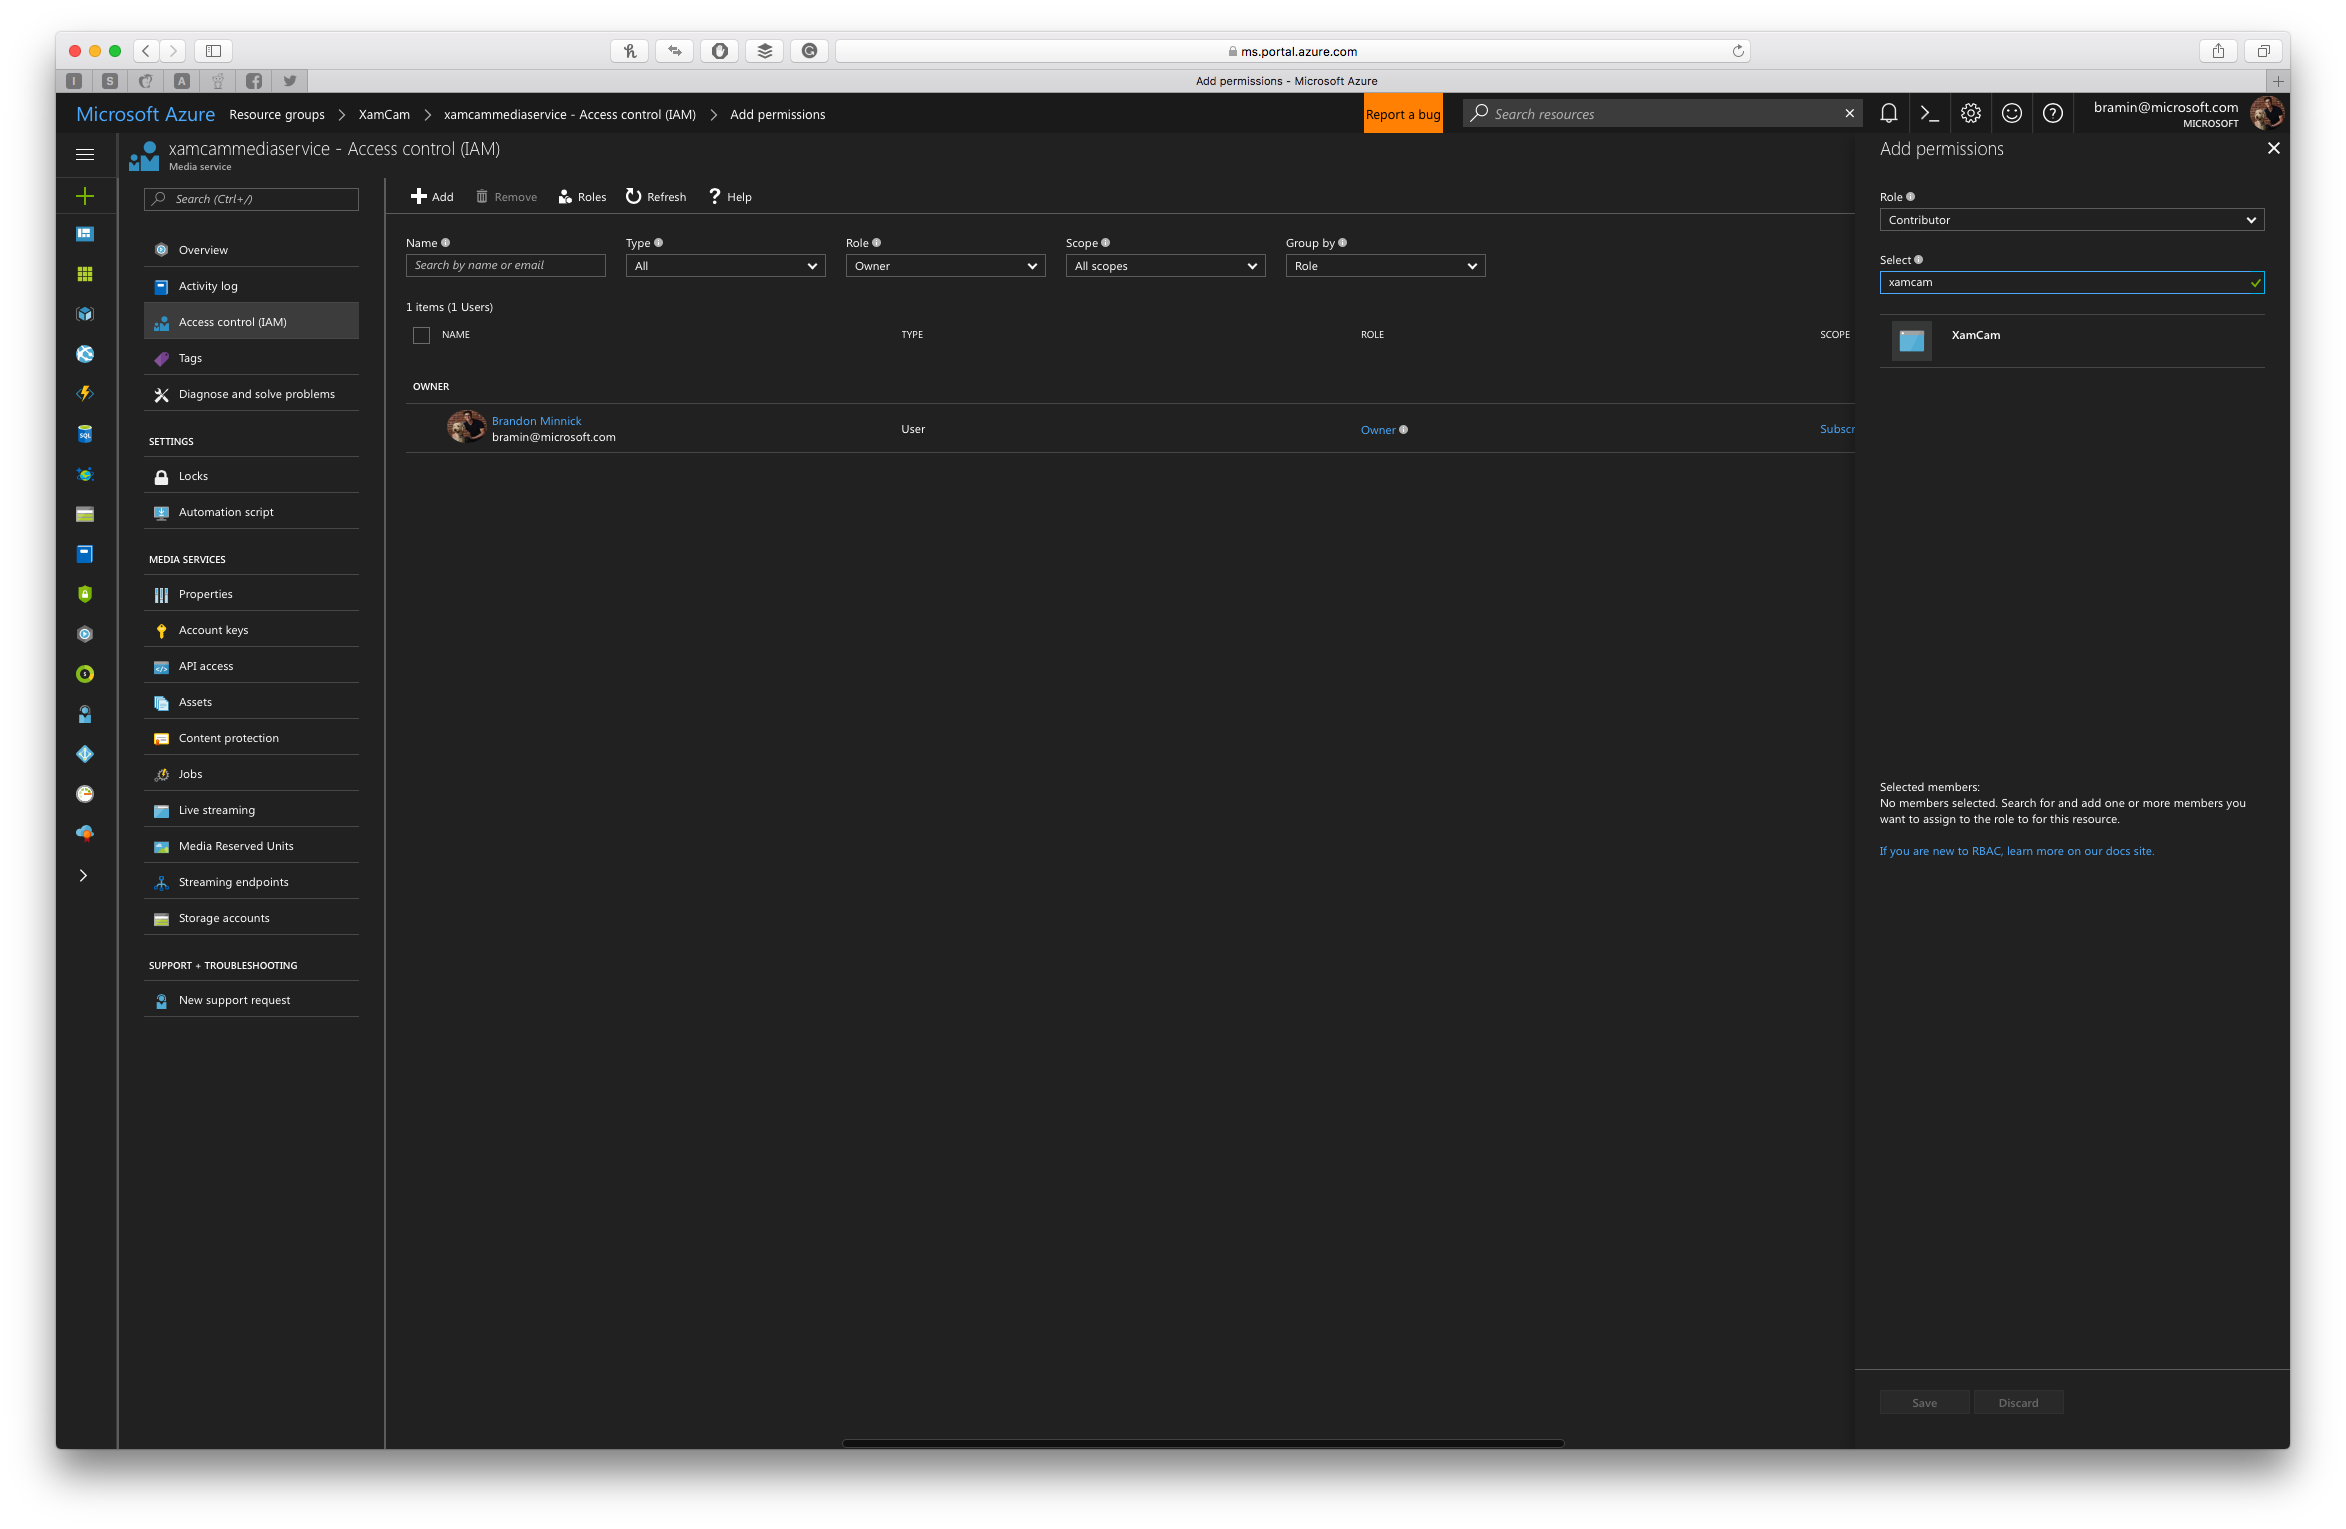 ms.portal.azure.com
I S A
Add permissions - Microsoft Azure
Microsoft Azure Resource groups XamCam xamcammediaservice - Access control (IAM) Add permissions
Report a bug
Search resources
bramin@microsoft.com
MICROSOFT
xamcammediaservice - Access control (IAM)
Media service
Search (Ctrl+/)
Overview
Activity log
Access control (IAM)
Tags
Diagnose and solve problems
SETTINGS
Locks
Automation script
MEDIA SERVICES
Properties
Account keys
API access
Assets
Content protection
Jobs
Live streaming
Media Reserved Units
Streaming endpoints
Storage accounts
SUPPORT + TROUBLESHOOTING
New support request
Add Remove Roles Refresh Help
Name Type Role Scope Group by
Search by name or email All Owner All scopes Role
1 items (1 Users)
NAME TYPE ROLE SCOPE
OWNER
Brandon Minnick
bramin@microsoft.com
User Owner Subscr
Add permissions
Role
Contributor
Select
xamcam
XamCam
Selected members:
No members selected. Search for and add one or more members you
want to assign to the role to for this resource.
If you are new to RBAC, learn more on our docs site.
Save Discard